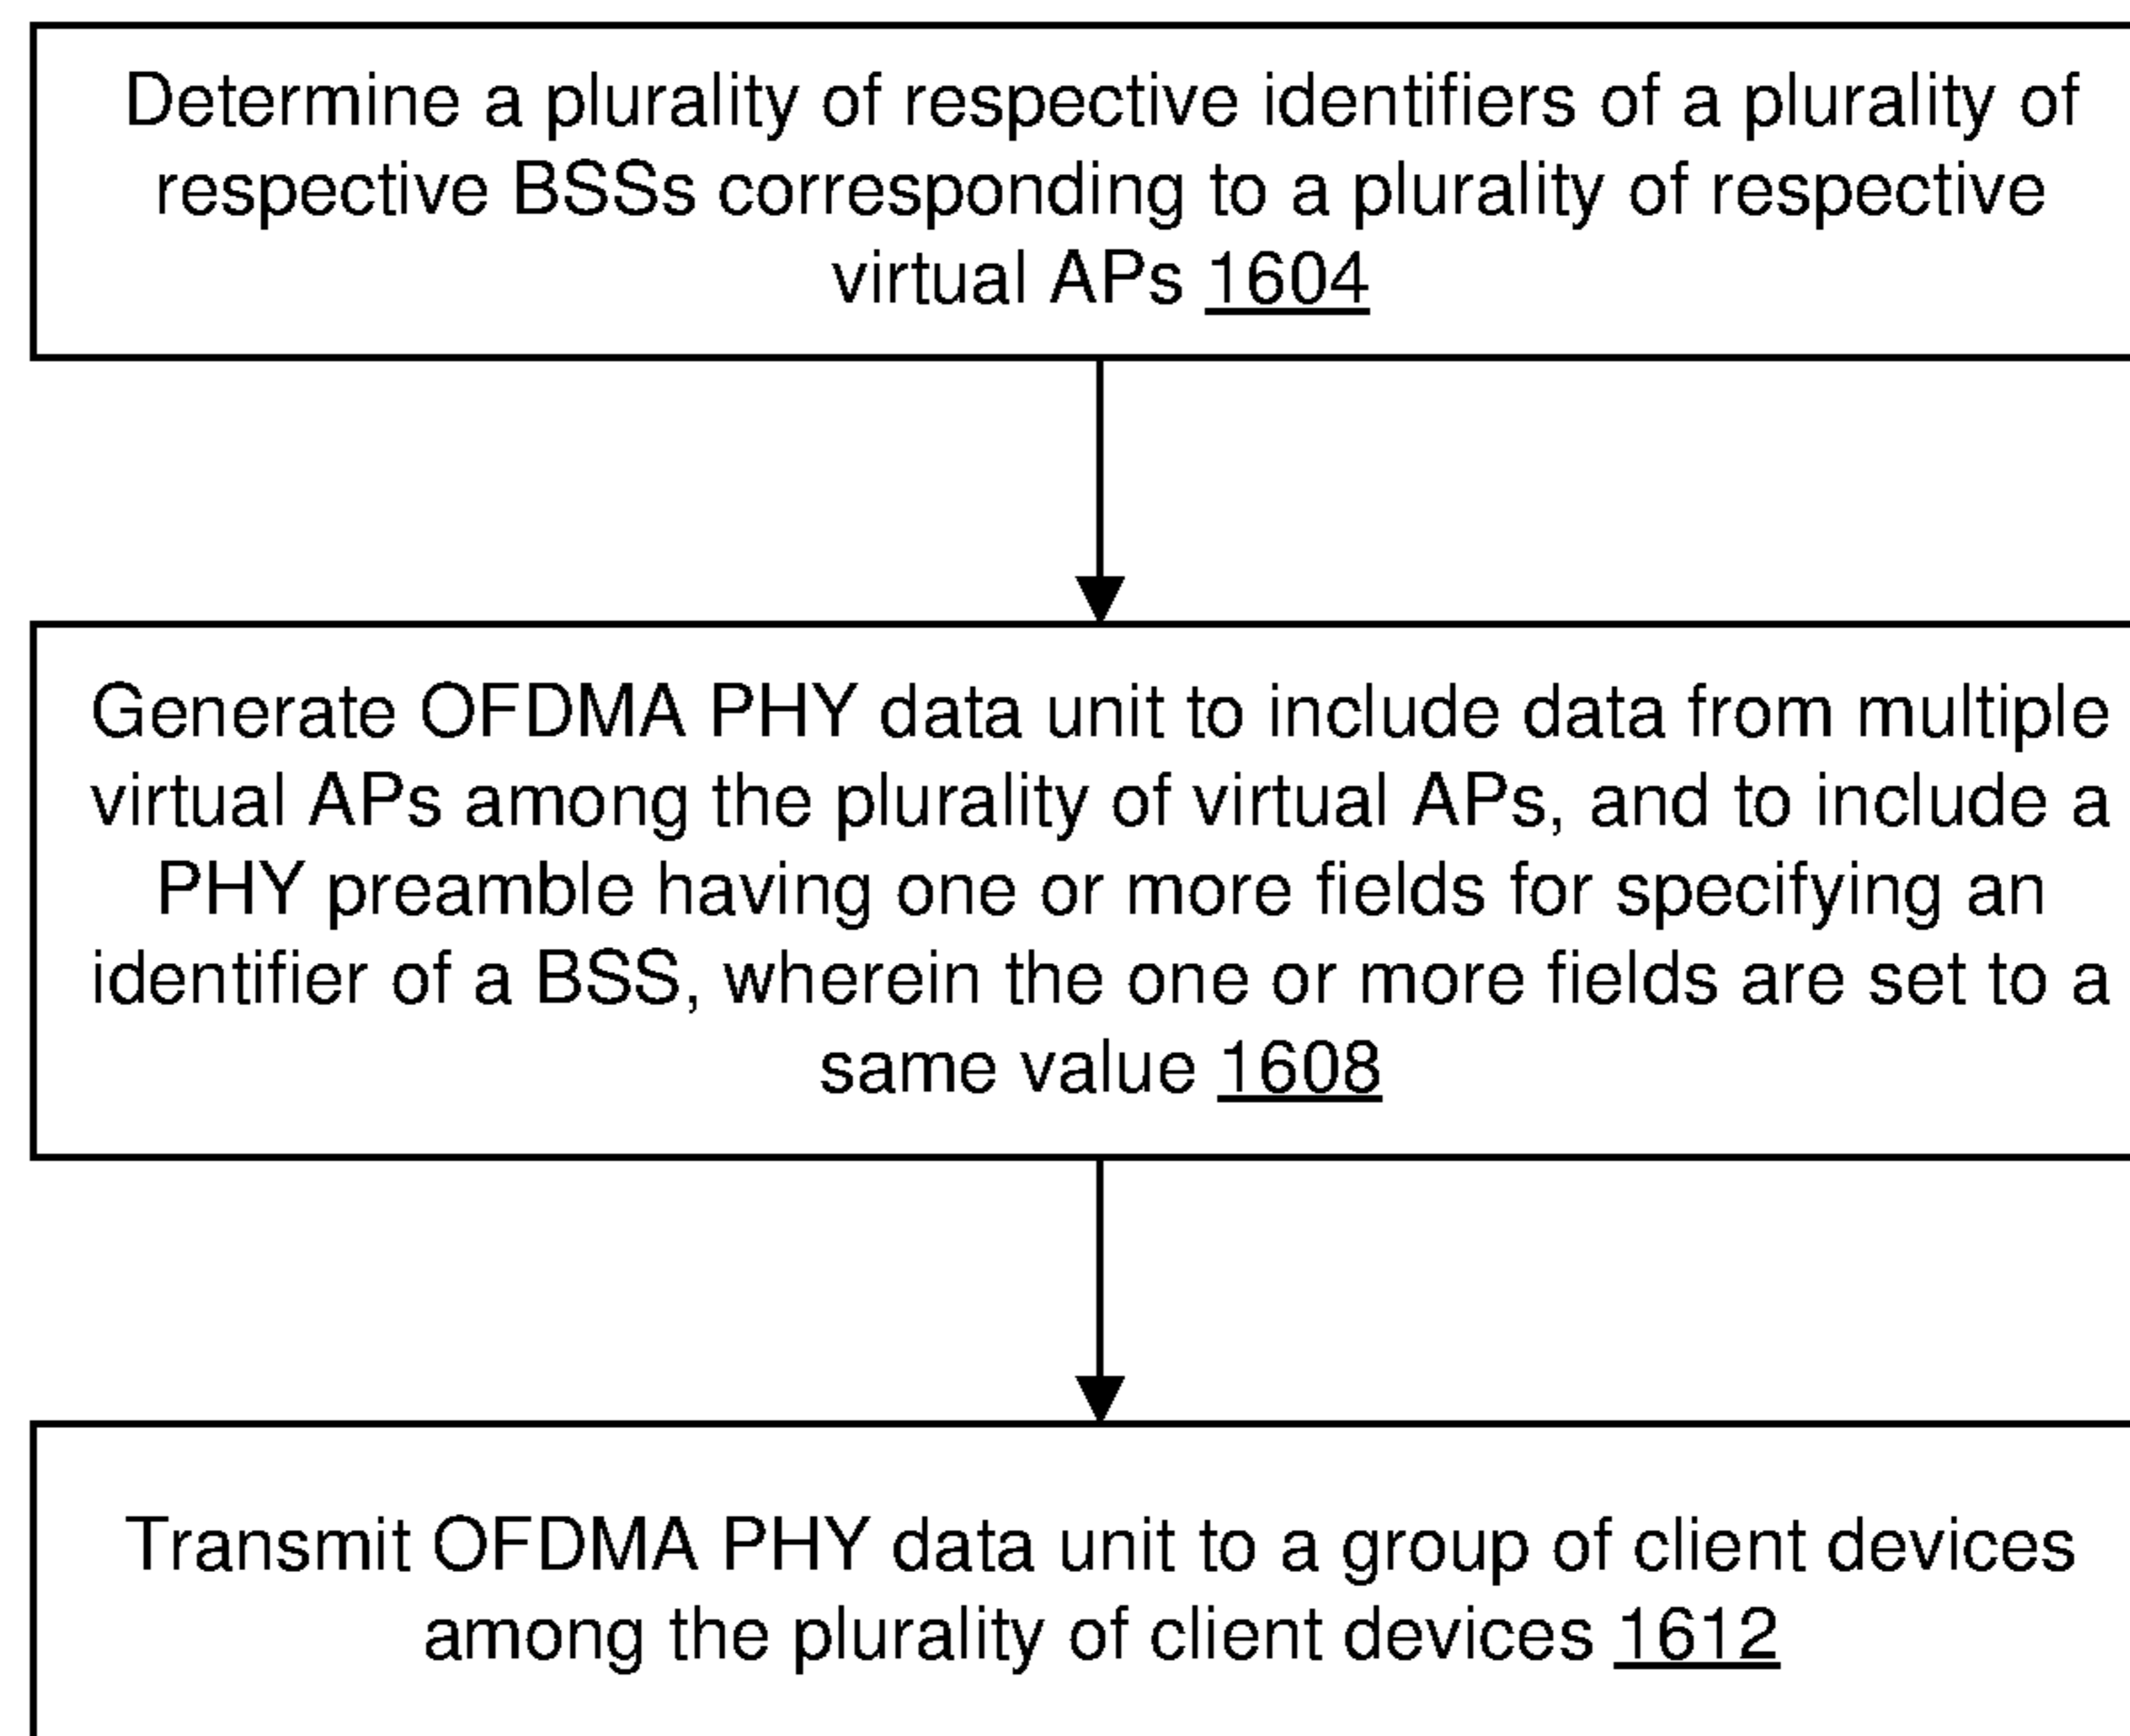 Determine a plurality of respective identifiers of a plurality of
respective BSSs corresponding to a plurality of respective
virtual APs 1604
Generate OFDMA PHY data unit to include data from multiple
virtual APs among the plurality of virtual APs, and to include a
PHY preamble having one or more fields for specifying an
identifier of a BSS, wherein the one or more fields are set to a
same value 1608
Transmit OFDMA PHY data unit to a group of client devices
among the plurality of client devices 1612